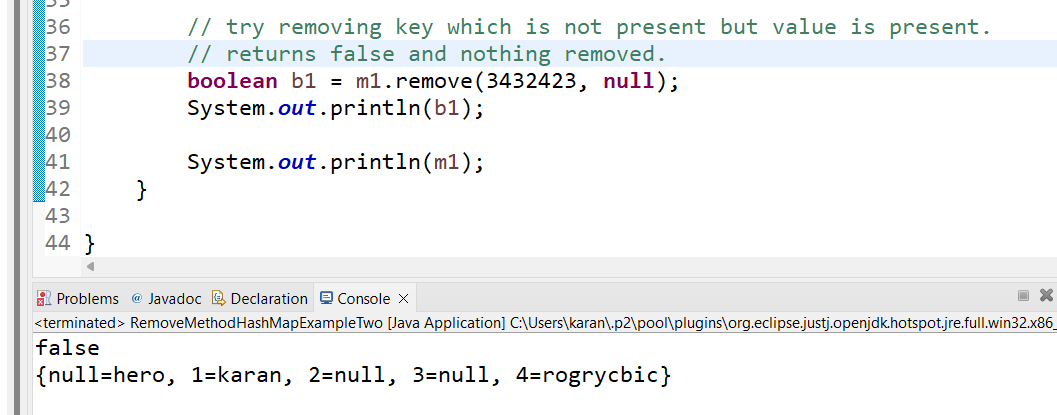 35
36 // try removing key which is not present but value is present.
37 // returns false and nothing removed.
38 boolean b1 = m1.remove(3432423, null);
39 System.out.println(b1);
40
41 System.out.println(m1);
42 }
43
44 }
Problems @ Javadoc Declaration Console
<terminated> RemoveMethodHashMapExampleTwo [Java Application] C:\Users\karan\.p2\pool\plugins\org.eclipse.justj.openjdk.hotspot.jre.full.win32.x86_
false
{null=hero, 1=karan, 2=null, 3=null, 4=rogrycbic}